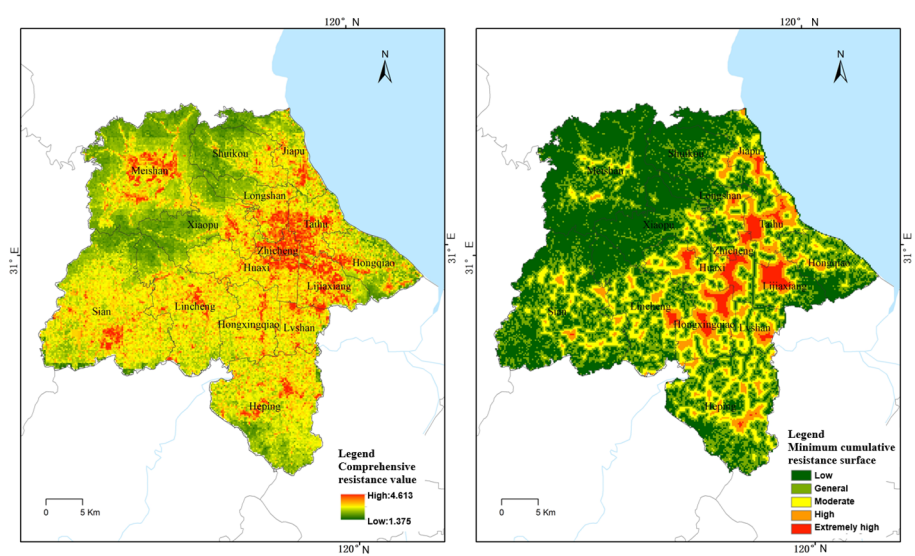 120°  N
N
Jiapu
Shuikou
Meishan
Longshan
Xiaopu
Taihu
Zhicheng
Huaxi
Hongqiao
Lijiaxiang
Lincheng
Sian
Hongxingqiao
Lvshan
Heping
31°  E
31°  E
Legend
Comprehensive
resistance value
High:4.613
Low:1.375
0
5 Km
120° N
120°  N
N
Jiapu
Shuikou
Meishan
Longshan
Xiaopu
Taihu
Zhicheng
Huaxi
Hongqiao
Lijiaxiang
Lincheng
Sian
Hongxingqiao
Lvshan
Heping
31°  E
Legend
Minimum cumulative
resistance surface
Low
General
Moderate
High
Extremely high
0
5 Km
120° N